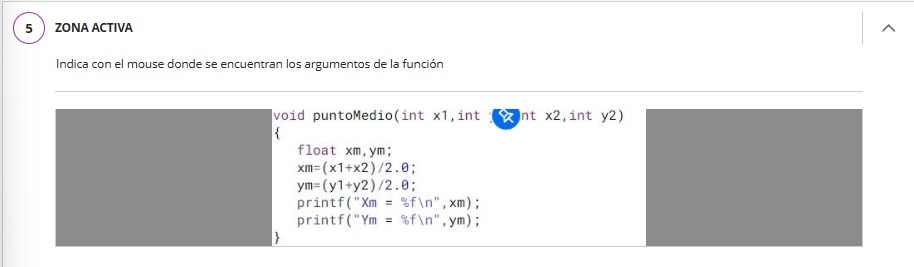 5 ZONA ACTIVA
Indica con el mouse donde se encuentran los argumentos de la función
void puntoMedio(int x1,int nt x2,int y2)
{
float xm,ym;
xm=(x1+x2)/2.0;
ym=(y1+y2)/2.0;
printf("Xm = %f\n",xm);
printf("Ym = %f\n",ym);
}